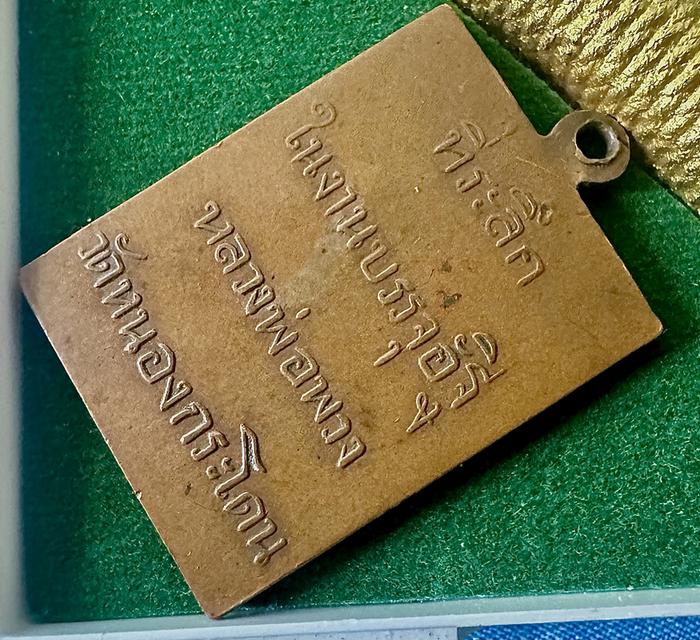 ที่ระลึก
ในงานบรรจุอัฐิ
หลวงพ่อพวง
วัดหนองกระโดน